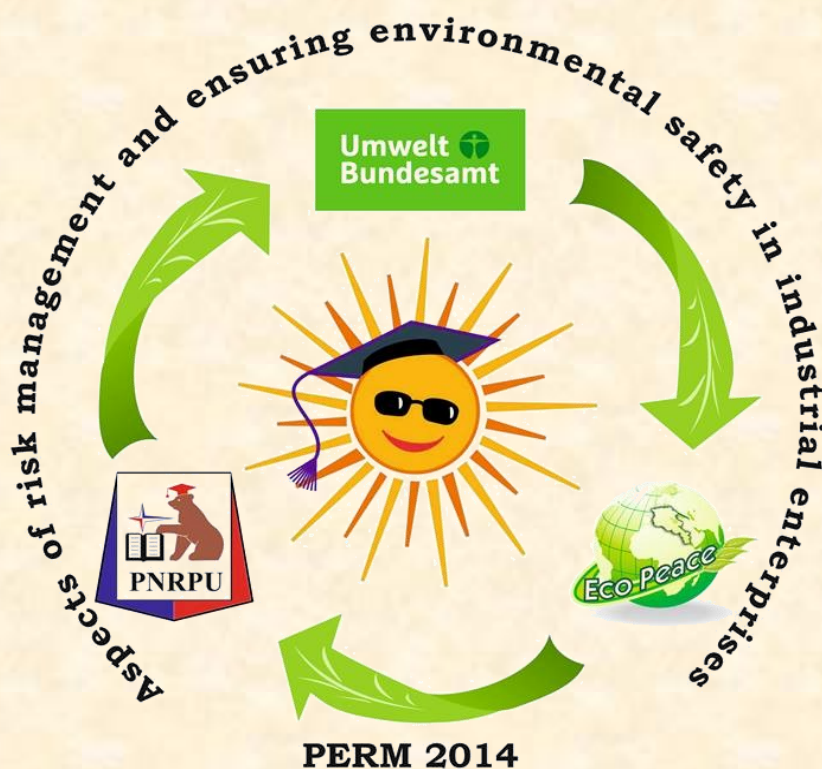 Aspects of risk management and ensuring environmental safety in industrial enterprises
Umwelt
Bundesamt
PNRPU
Eco Peace
PERM 2014